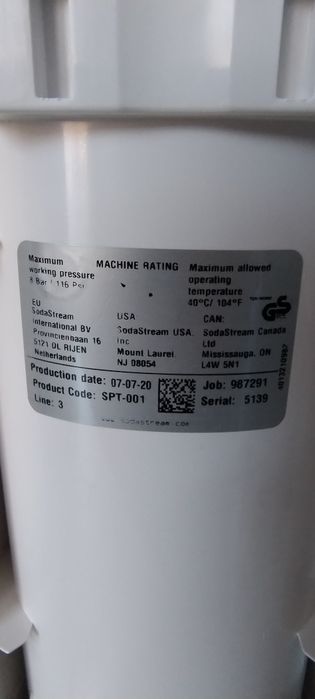 MACHINE RATING
Maximum
working pressure
8 Bar / 116 Psi
Maximum allowed
operating
temperature
40°C/ 104°F
EU
SodaStream
International BV
Provincienbaan 16
5121 DL RIJEN
Netherlands
USA
SodaStream USA
Inc
Mount Laurel
NJ 08054
CAN:
SodaStream Canada
Ltd
Mississauga. ON
L4W 5N1
GS
Production date: 07-07-20
Product Code: SPT-001
Line: 3
Job: 987291
Serial: 5139
www.sodastream.com